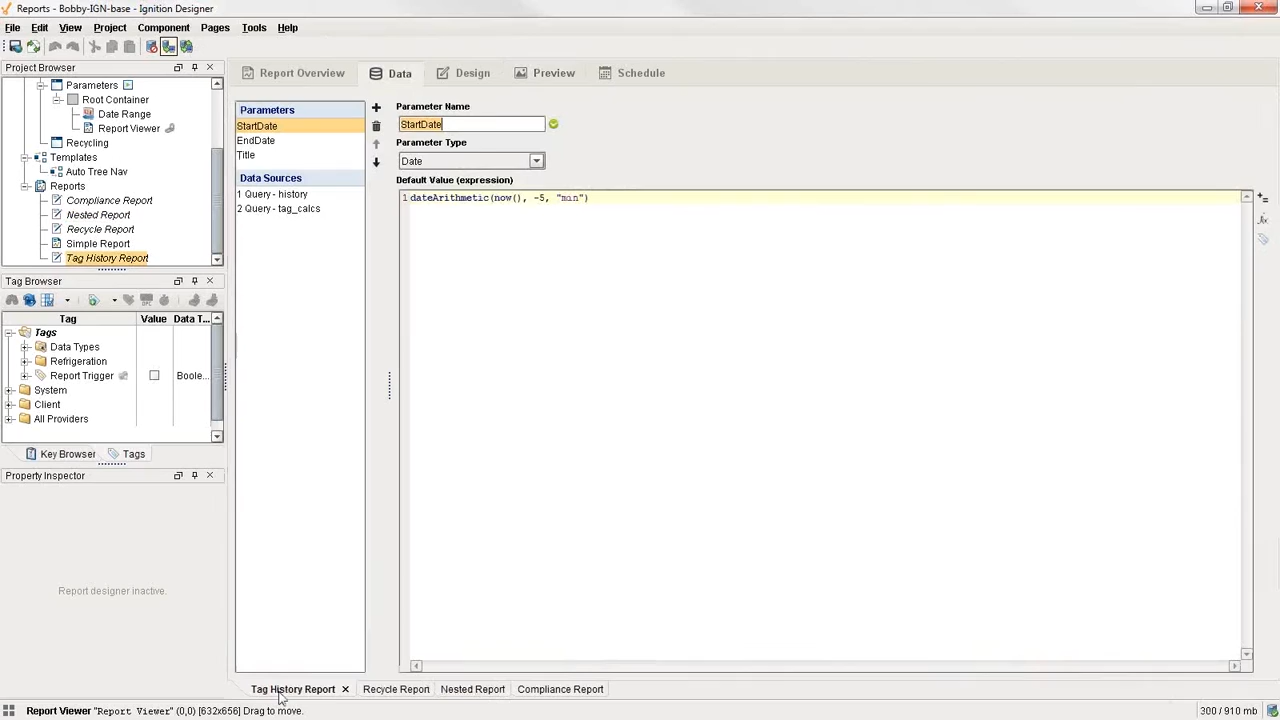 Reports - Bobby-IGN-base - Ignition Designer
File Edit View Project Component Pages Tools Help
Project Browser
Parameters
Root Container
Date Range
Report Viewer
Recycling
Templates
Auto Tree Nav
Reports
Compliance Report
Nested Report
Recycle Report
Simple Report
Tag History Report
Tag Browser
Tag Value Data T...
Tags
Data Types
Refrigeration
Report Trigger Boole...
System
Client
All Providers
Key Browser Tags
Property Inspector
Report designer inactive.
Report Overview Data Design Preview Schedule
Parameters
StartDate
EndDate
Title
Data Sources
1 Query - history
2 Query - tag_calcs
Parameter Name
StartDate
Parameter Type
Date
Default Value (expression)
1 dateArithmetic(now(), -5, "min")
Tag History Report Recycle Report Nested Report Compliance Report
Report Viewer "Report Viewer" (0,0) [632x656] Drag to move.
300 / 910 mb